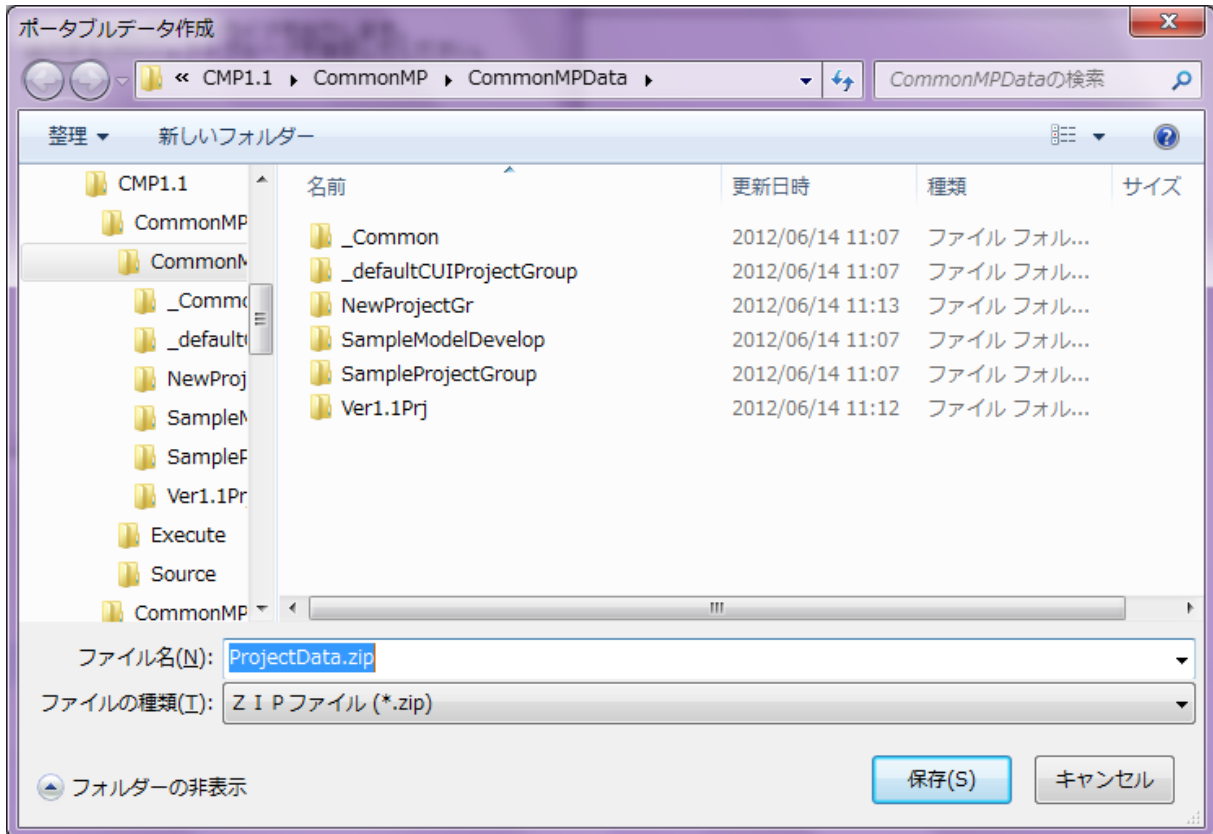 ポータブルデータ作成
« CMP1.1 ▸ CommonMP ▸ CommonMPData ▸
CommonMPDataの検索
整理 ▼ 新しいフォルダー
CMP1.1
CommonMP
CommonM
_Commo
_default
NewProj
SampleM
SampleP
Ver1.1Pr
Execute
Source
CommonMP
名前 更新日時 種類 サイズ
_Common 2012/06/14 11:07 ファイル フォル...
_defaultCUIProjectGroup 2012/06/14 11:07 ファイル フォル...
NewProjectGr 2012/06/14 11:13 ファイル フォル...
SampleModelDevelop 2012/06/14 11:07 ファイル フォル...
SampleProjectGroup 2012/06/14 11:07 ファイル フォル...
Ver1.1Prj 2012/06/14 11:12 ファイル フォル...
ファイル名(N): ProjectData.zip
ファイルの種類(T): ＺＩＰファイル (*.zip)
フォルダーの非表示
保存(S) キャンセル